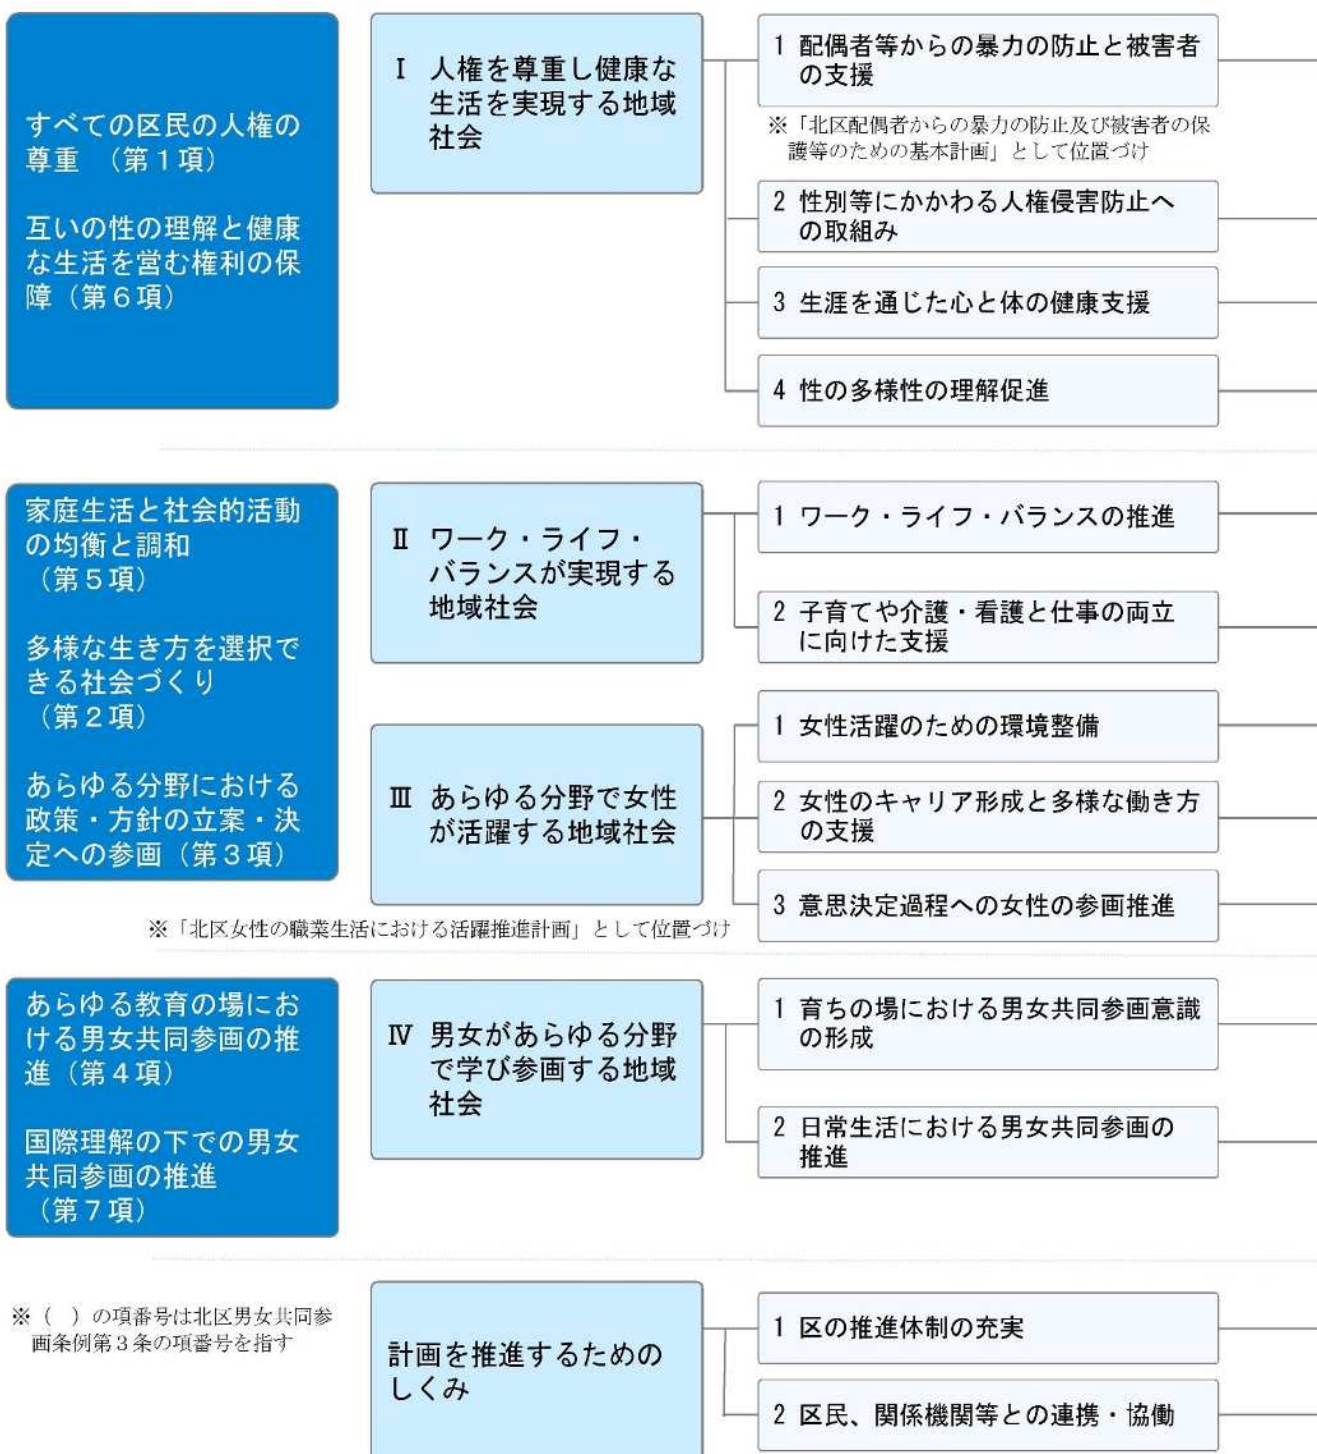 すべての区民の人権の
尊重 （第１項）
互いの性の理解と健康
な生活を営む権利の保
障（第６項）
Ⅰ 人権を尊重し健康な
生活を実現する地域
社会
1 配偶者等からの暴力の防止と被害者
の支援
※「北区配偶者からの暴力の防止及び被害者の保
護等のための基本計画」として位置づけ
2 性別等にかかわる人権侵害防止へ
の取組み
3 生涯を通じた心と体の健康支援
4 性の多様性の理解促進
家庭生活と社会的活動
の均衡と調和
（第５項）
多様な生き方を選択で
きる社会づくり
（第２項）
あらゆる分野における
政策・方針の立案・決
定への参画（第３項）
Ⅱ ワーク・ライフ・
バランスが実現する
地域社会
1 ワーク・ライフ・バランスの推進
2 子育てや介護・看護と仕事の両立
に向けた支援
Ⅲ あらゆる分野で女性
が活躍する地域社会
1 女性活躍のための環境整備
2 女性のキャリア形成と多様な働き方
の支援
3 意思決定過程への女性の参画推進
※「北区女性の職業生活における活躍推進計画」として位置づけ
あらゆる教育の場にお
ける男女共同参画の推
進（第４項）
国際理解の下での男女
共同参画の推進
（第７項）
Ⅳ 男女があらゆる分野
で学び参画する地域
社会
1 育ちの場における男女共同参画意識
の形成
2 日常生活における男女共同参画の
推進
※（ ）の項番号は北区男女共同参
画条例第３条の項番号を指す
計画を推進するための
しくみ
1 区の推進体制の充実
2 区民、関係機関等との連携・協働